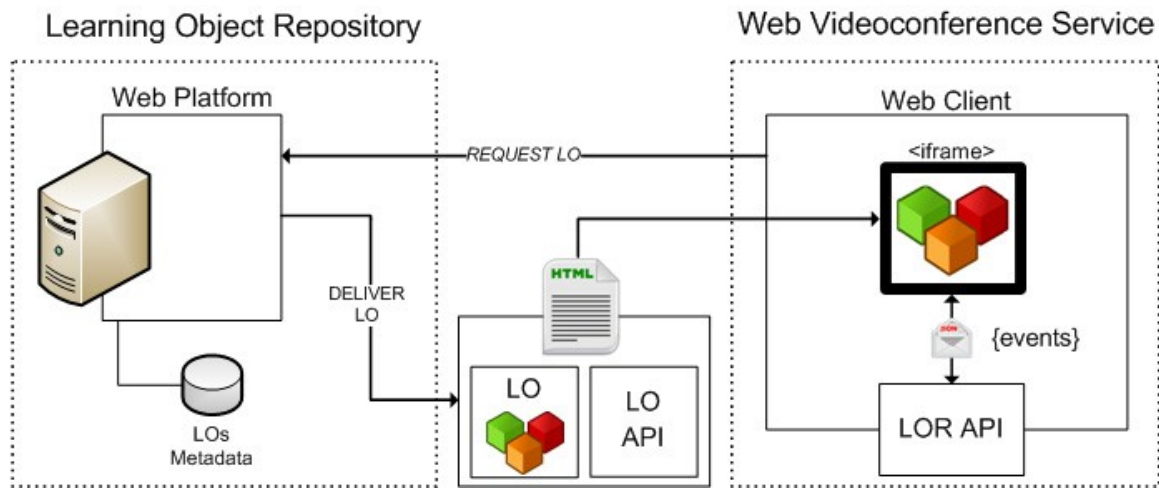 Learning Object Repository
Web Videoconference Service
Web Platform
Web Client
REQUEST LO
<iframe>
HTML
DELIVER
LO
JSON
{events}
LO
LO
API
LOR API
LOs
Metadata